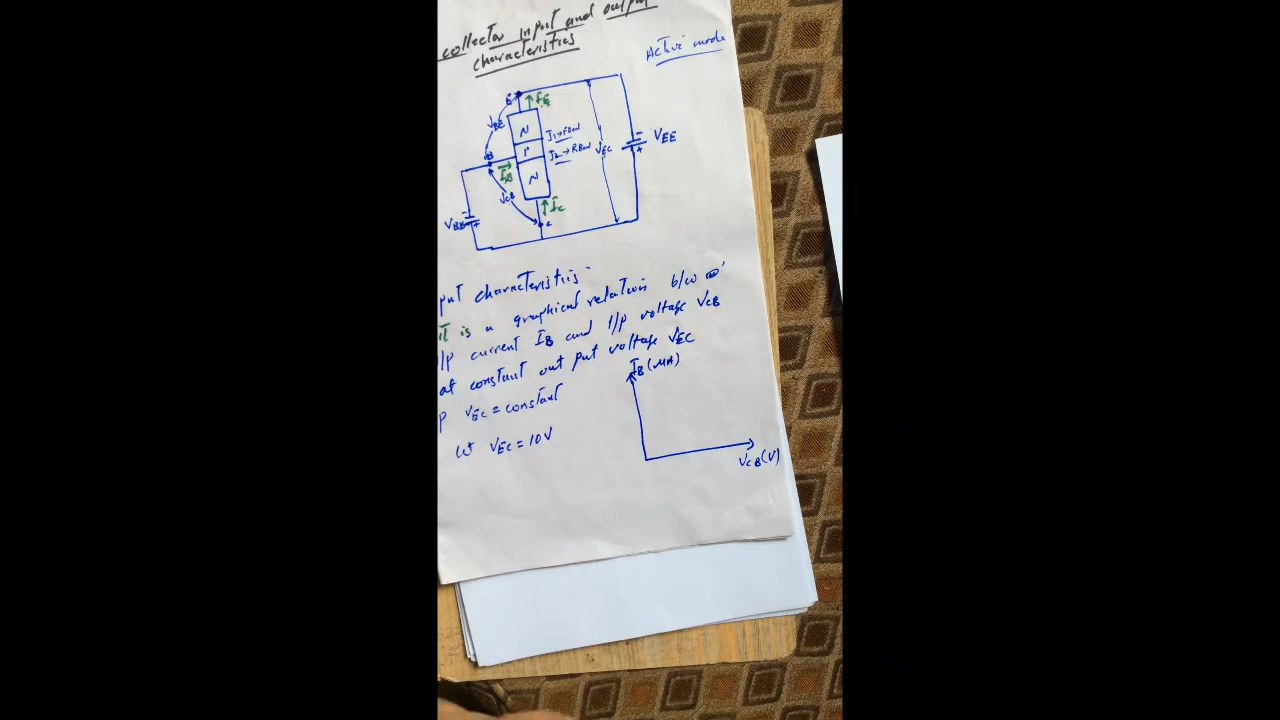 collector input and output
characteristics
Active mode
E
IE
VBE
N
J1→FBed
P
J2→RBed
VEC
VEE
B
IB
N
VCB
IC
VBB
C
put characteristics
it is a graphical relation b/w
/p current IB and I/p voltage VCB
at constant out put voltage VEC
IB(μA)
p VEC = constant
VEC = 10V
VCB(V)